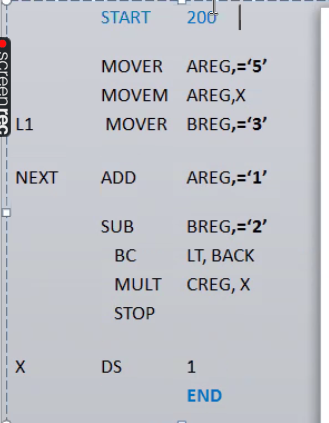 START 200
MOVER AREG,=‘5’
MOVEM AREG,X
L1 MOVER BREG,=‘3’
NEXT ADD AREG,=‘1’
SUB BREG,=‘2’
BC LT, BACK
MULT CREG, X
STOP
X DS 1
END
screenrec